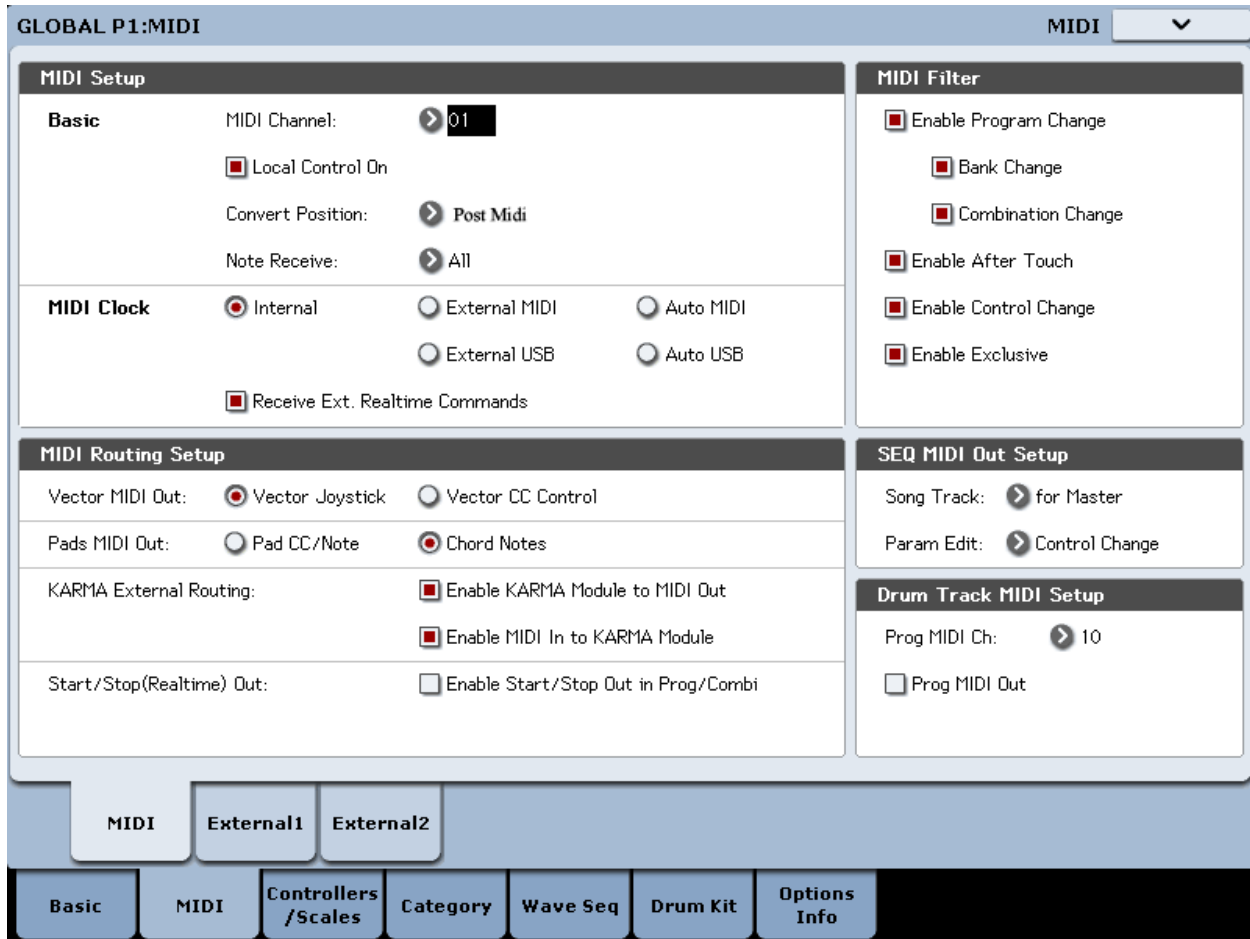 GLOBAL P1:MIDI
MIDI
MIDI Setup
Basic
MIDI Channel:
01
Local Control On
Convert Position:
Post Midi
Note Receive:
All
MIDI Clock
Internal
External MIDI
Auto MIDI
External USB
Auto USB
Receive Ext. Realtime Commands
MIDI Filter
Enable Program Change
Bank Change
Combination Change
Enable After Touch
Enable Control Change
Enable Exclusive
MIDI Routing Setup
Vector MIDI Out:
Vector Joystick
Vector CC Control
Pads MIDI Out:
Pad CC/Note
Chord Notes
KARMA External Routing:
Enable KARMA Module to MIDI Out
Enable MIDI In to KARMA Module
Start/Stop(Realtime) Out:
Enable Start/Stop Out in Prog/Combi
SEQ MIDI Out Setup
Song Track:
for Master
Param Edit:
Control Change
Drum Track MIDI Setup
Prog MIDI Ch:
10
Prog MIDI Out
MIDI
External1
External2
Basic
MIDI
Controllers
/Scales
Category
Wave Seq
Drum Kit
Options
Info